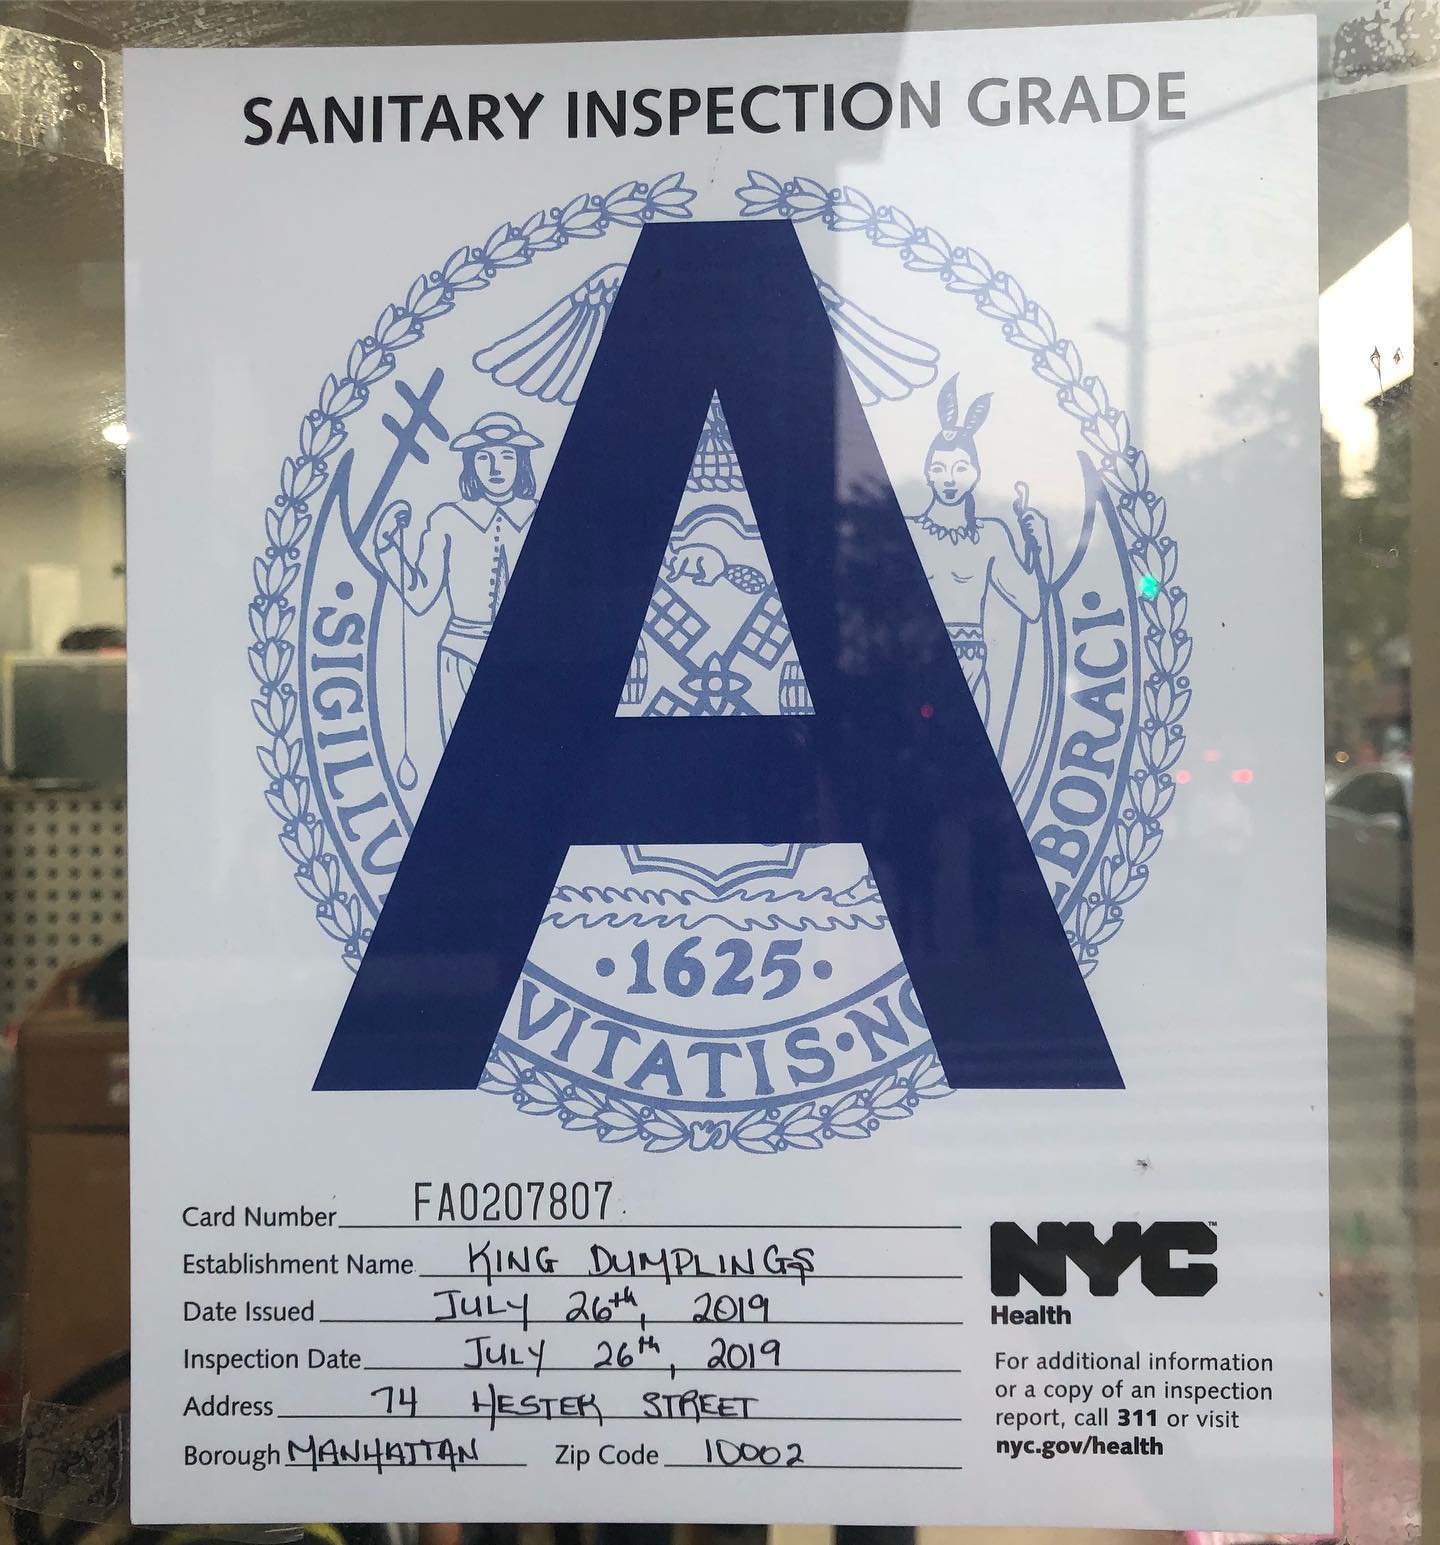 SANITARY INSPECTION GRADE
A
· SIGILLU
BORACI ·
· 1625 ·
VITATIS · N
Card Number FA0207807
Establishment Name KING DUMPLINGS
Date Issued JULY 26th, 2019
Inspection Date JULY 26th, 2019
Address 74 HESTER STREET
Borough MANHATTAN Zip Code 10002
NYC™
Health
For additional information
or a copy of an inspection
report, call 311 or visit
nyc.gov/health